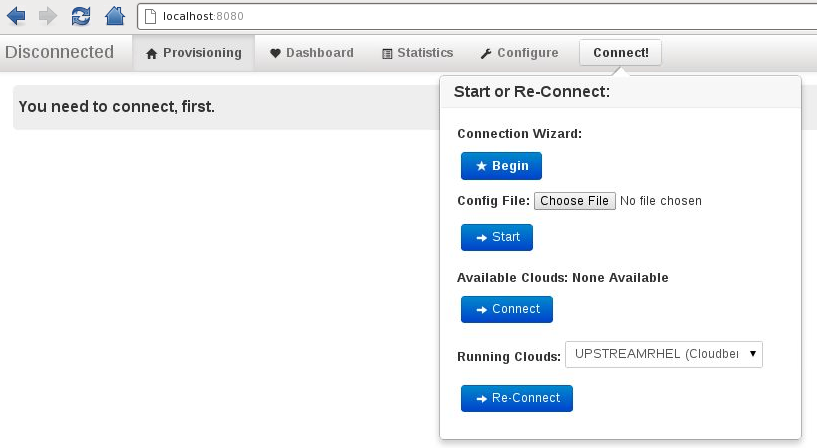 localhost:8080
Disconnected Provisioning Dashboard Statistics Configure Connect!
You need to connect, first.
Start or Re-Connect:
Connection Wizard:
Begin
Config File: Choose File No file chosen
Start
Available Clouds: None Available
Connect
Running Clouds: UPSTREAMRHEL (Cloudber
Re-Connect